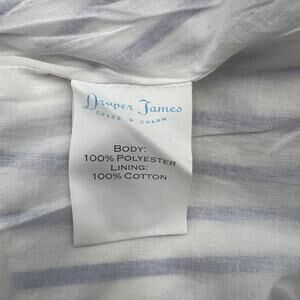 Draper James
GRACE & CHARM
BODY:
100% POLYESTER
LINING:
100% COTTON